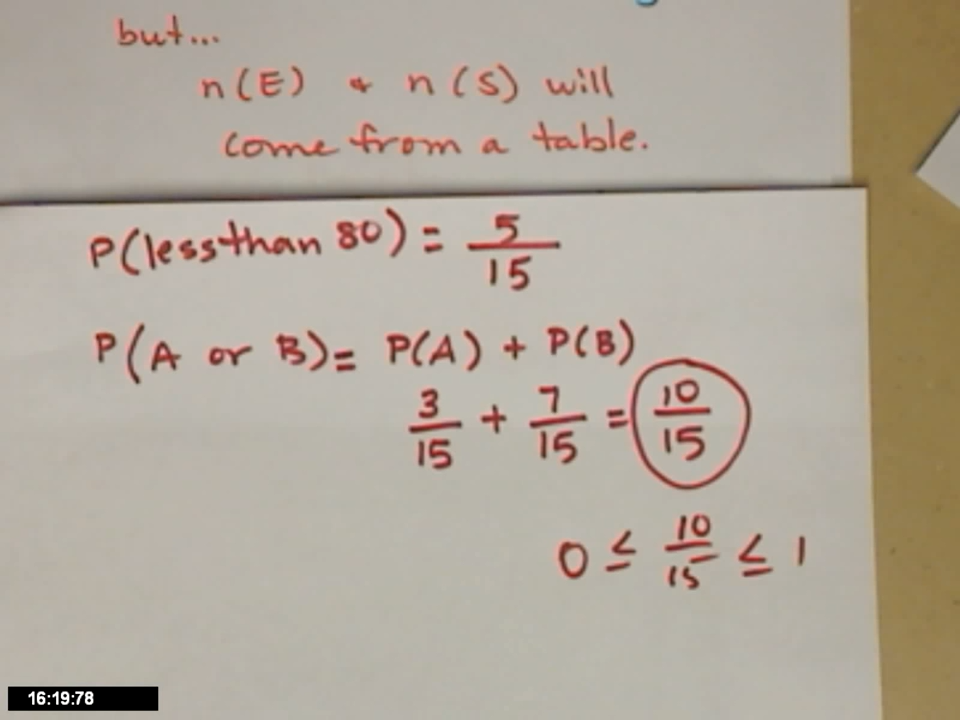 but...
n(E) + n(S) will
come from a table.
P(less than 80) = 5/15
P(A or B) = P(A) + P(B)
3/15 + 7/15 = 10/15
0 ≤ 10/15 ≤ 1
16:19:78